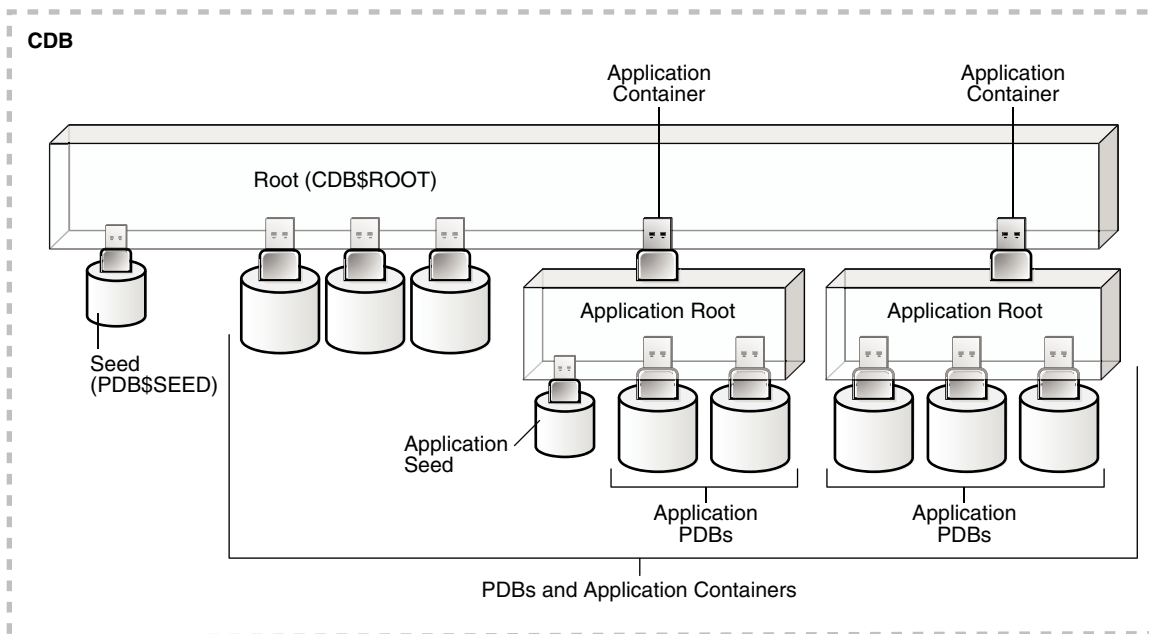 CDB
Application
Container
Application
Container
Root (CDB$ROOT)
Application Root
Application Root
Seed
(PDB$SEED)
Application
Seed
Application
PDBs
Application
PDBs
PDBs and Application Containers